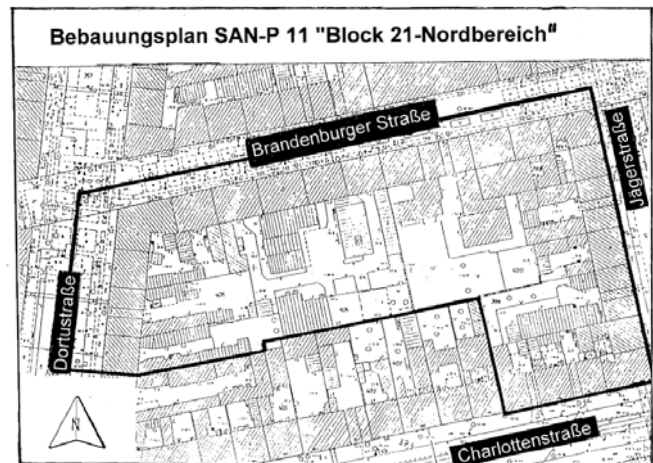 Bebauungsplan SAN-P 11 "Block 21-Nordbereich"
Brandenburger Straße
Jägerstraße
Dortustraße
N
Charlottenstraße